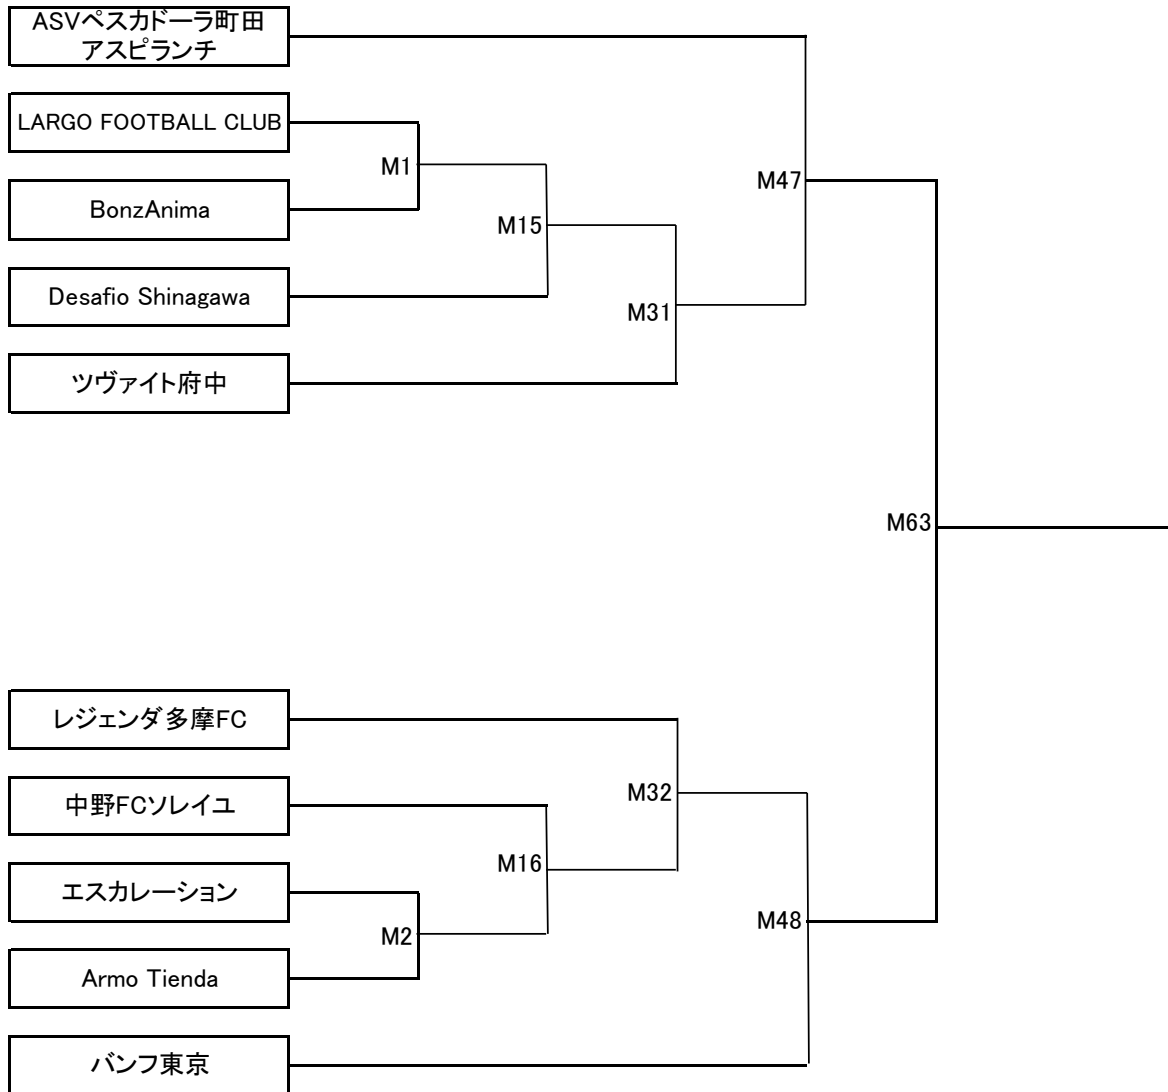 ASVペスカドーラ町田
アスピランチ
LARGO FOOTBALL CLUB
M1
M47
BonzAnima
M15
Desafio Shinagawa
M31
ツヴァイト府中
M63
レジェンダ多摩FC
M32
中野FCソレイユ
M16
エスカレーション
M48
M2
Armo Tienda
バンフ東京